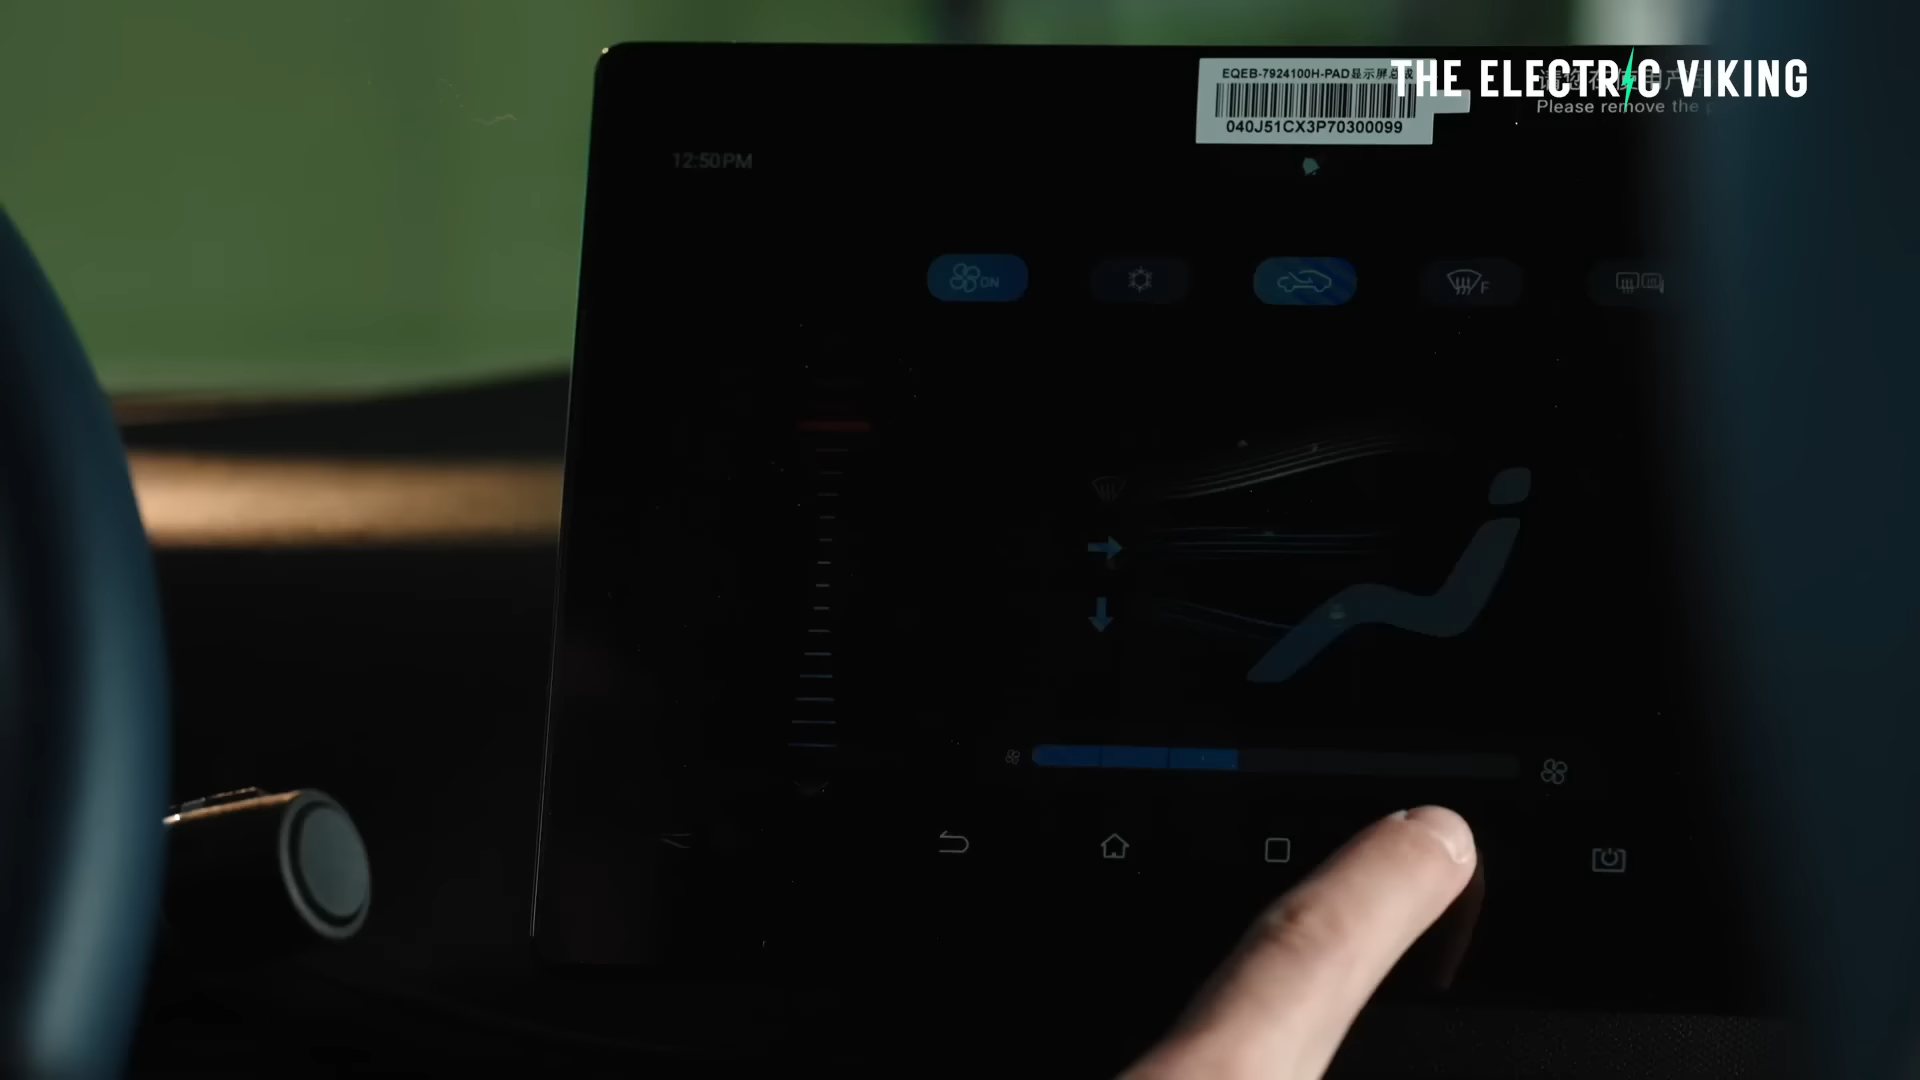 EQEB-7924100H-PAD显示屏总成
THE ELECTRIC VIKING
040J51CX3P70300099
Please remove the
12:50PM
ON
F